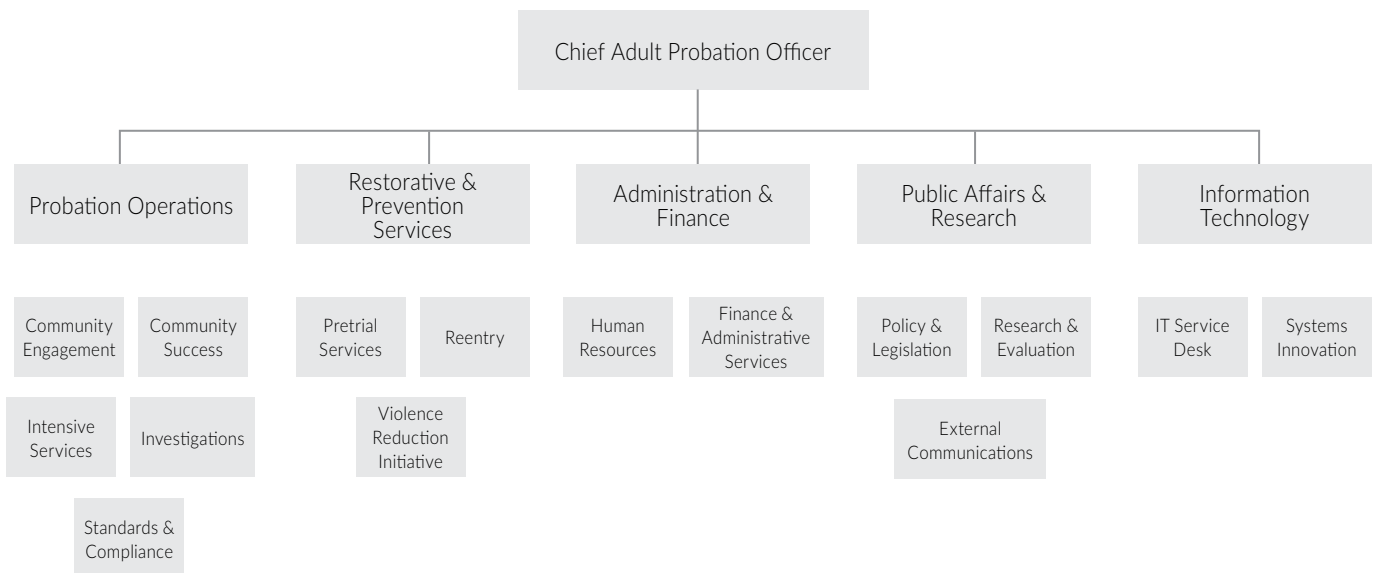 Chief Adult Probation Officer
Probation Operations
Restorative &
Prevention
Services
Administration &
Finance
Public Affairs &
Research
Information
Technology
Community
Engagement
Community
Success
Pretrial
Services
Reentry
Human
Resources
Finance &
Administrative
Services
Policy &
Legislation
Research &
Evaluation
IT Service
Desk
Systems
Innovation
Intensive
Services
Investigations
Violence
Reduction
Initiative
External
Communications
Standards &
Compliance